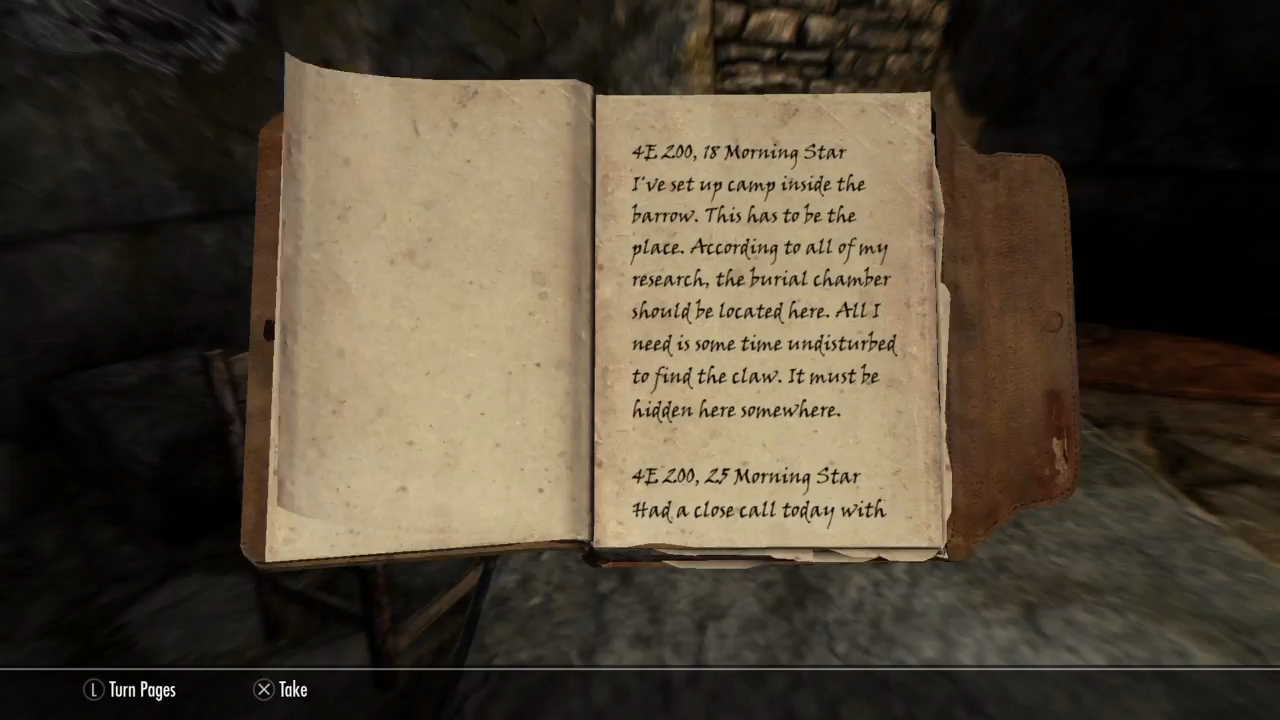 4E 200, 18 Morning Star
I've set up camp inside the
barrow. This has to be the
place. According to all of my
research, the burial chamber
should be located here. All I
need is some time undisturbed
to find the claw. It must be
hidden here somewhere.
4E 200, 25 Morning Star
Had a close call today with
L Turn Pages
X Take